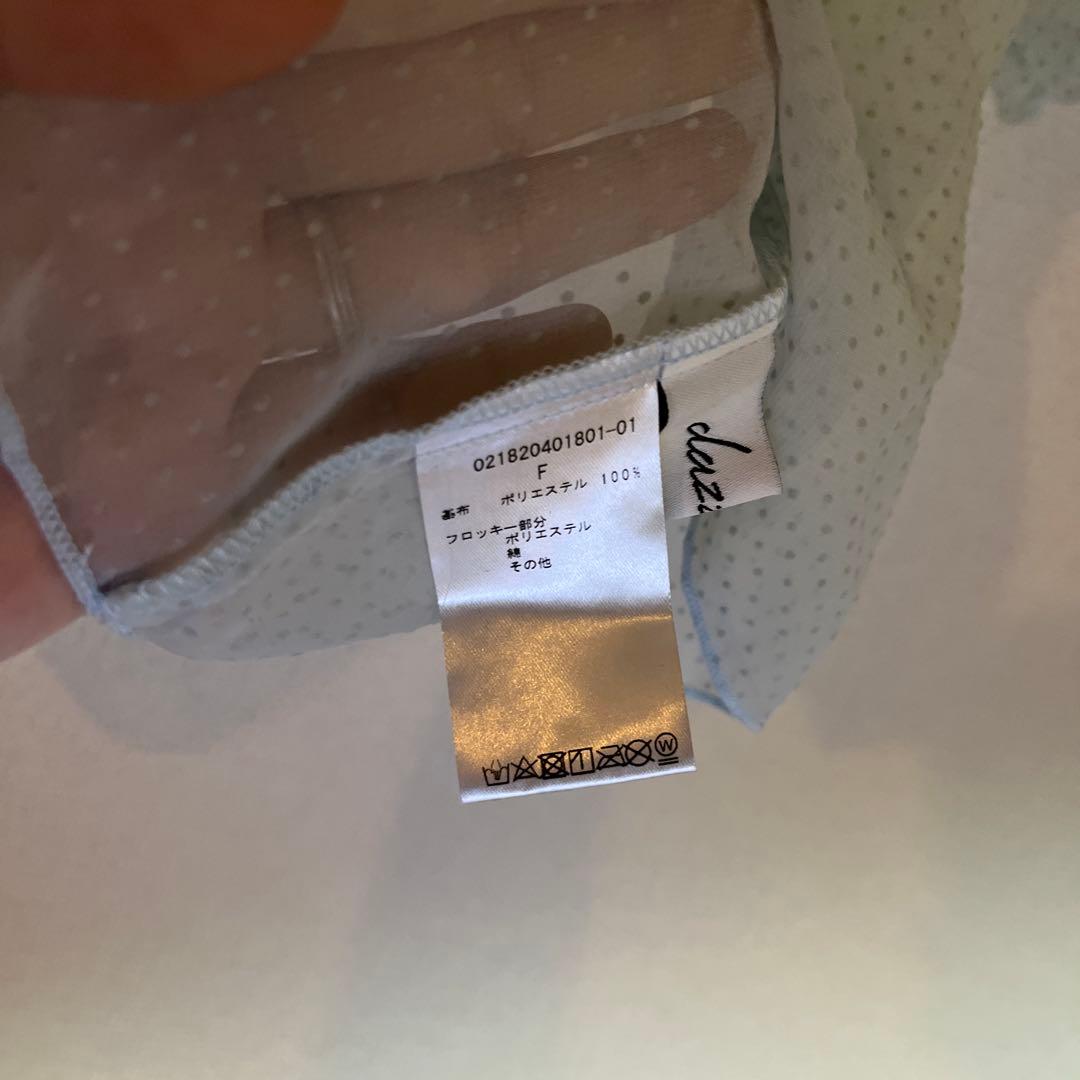 021820401801-01
F
基布 ポリエステル 100%
フロッキー部分
ポリエステル
綿
その他
dazi
W